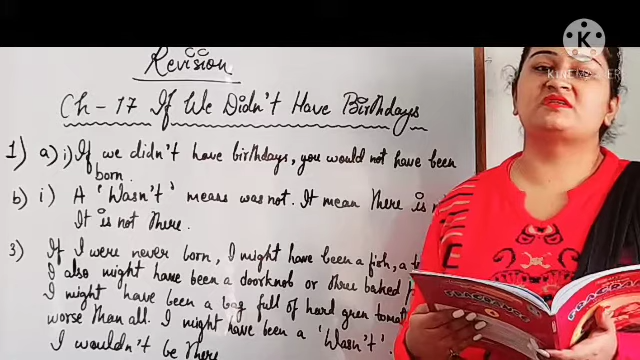 Revision
Ch - 17 If We Didn't Have Birthdays
1) a) i) If we didn't have birthdays, you would not have been
born.
b) i) A 'Wasn't' means was not. It mean There is
It is not There.
3) If I were never born, I might have been a fish, a
I also might have been a doorknob or Three baked
I might have been a bag full of hard gren
worse Than all. I might have been a 'Wasn't'.
I wouldn't be There
K
KINEMASTER